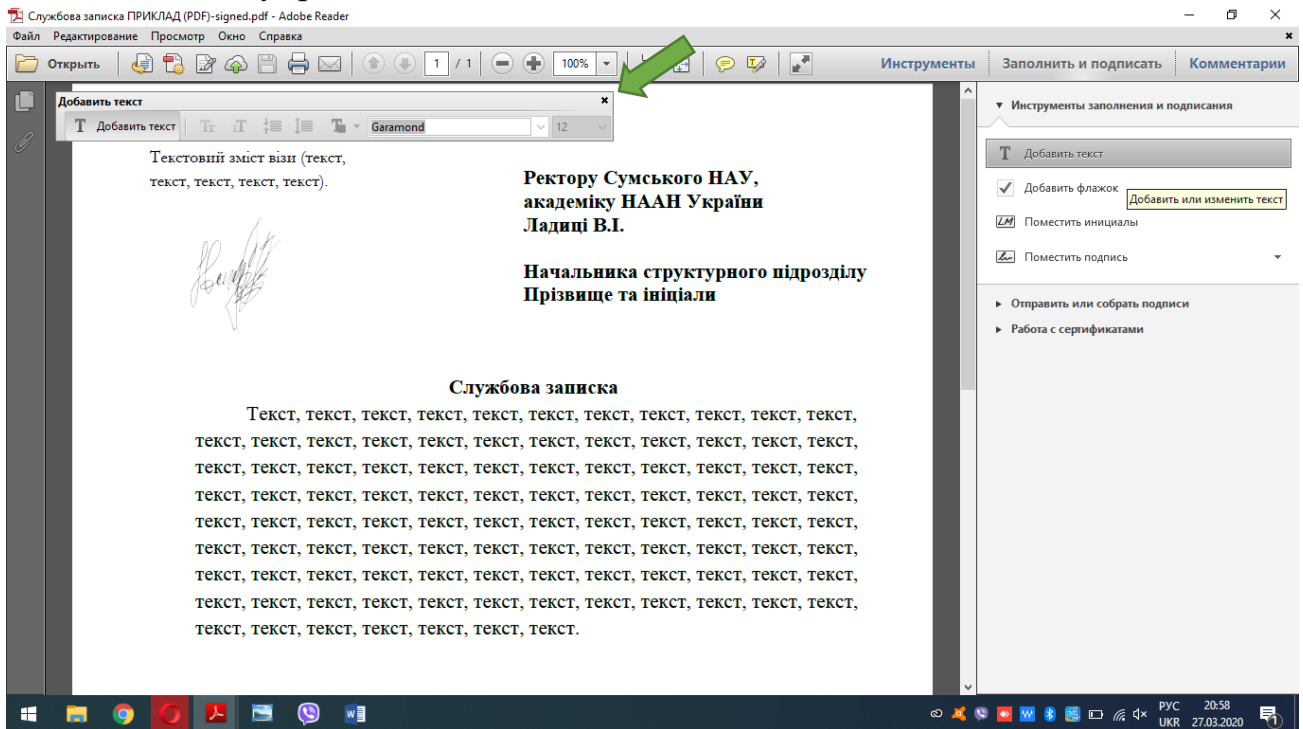 Службова записка ПРИКЛАД (PDF)-signed.pdf - Adobe Reader
Файл Редактирование Просмотр Окно Справка
Открыть 1 / 1 100% Инструменты Заполнить и подписать Комментарии
Добавить текст
T Добавить текст Garamond 12
Текстовий зміст візи (текст,
текст, текст, текст, текст).
Ректору Сумського НАУ,
академіку НААН України
Ладиці В.І.
Начальника структурного підрозділу
Прізвище та ініціали
Службова записка
Текст, текст, текст, текст, текст, текст, текст, текст, текст, текст, текст,
текст, текст, текст, текст, текст, текст, текст, текст, текст, текст, текст, текст,
текст, текст, текст, текст, текст, текст, текст, текст, текст, текст, текст, текст,
текст, текст, текст, текст, текст, текст, текст, текст, текст, текст, текст, текст,
текст, текст, текст, текст, текст, текст, текст, текст, текст, текст, текст, текст,
текст, текст, текст, текст, текст, текст, текст, текст, текст, текст, текст, текст,
текст, текст, текст, текст, текст, текст, текст, текст, текст, текст, текст, текст,
текст, текст, текст, текст, текст, текст, текст, текст, текст, текст, текст, текст,
текст, текст, текст, текст, текст, текст, текст.
Инструменты заполнения и подписания
T Добавить текст
Добавить флажок
Добавить или изменить текст
LM Поместить инициалы
Поместить подпись
Отправить или собрать подписи
Работа с сертификатами
РУС 20:58
UKR 27.03.2020